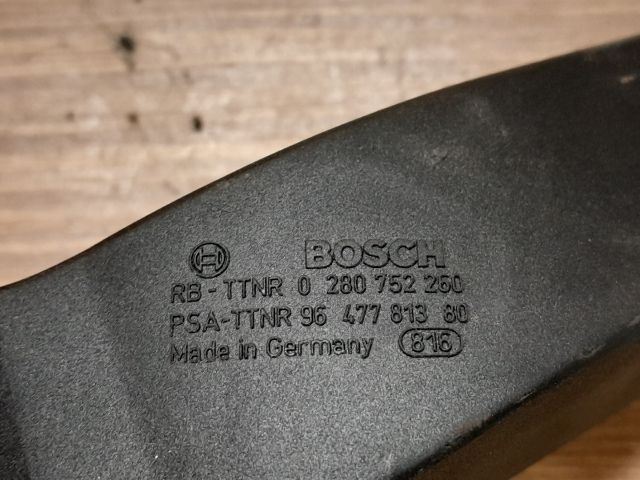 BOSCH
RB-TTNR 0 280 752 260
PSA-TTNR 96 477 813 80
Made in Germany 816